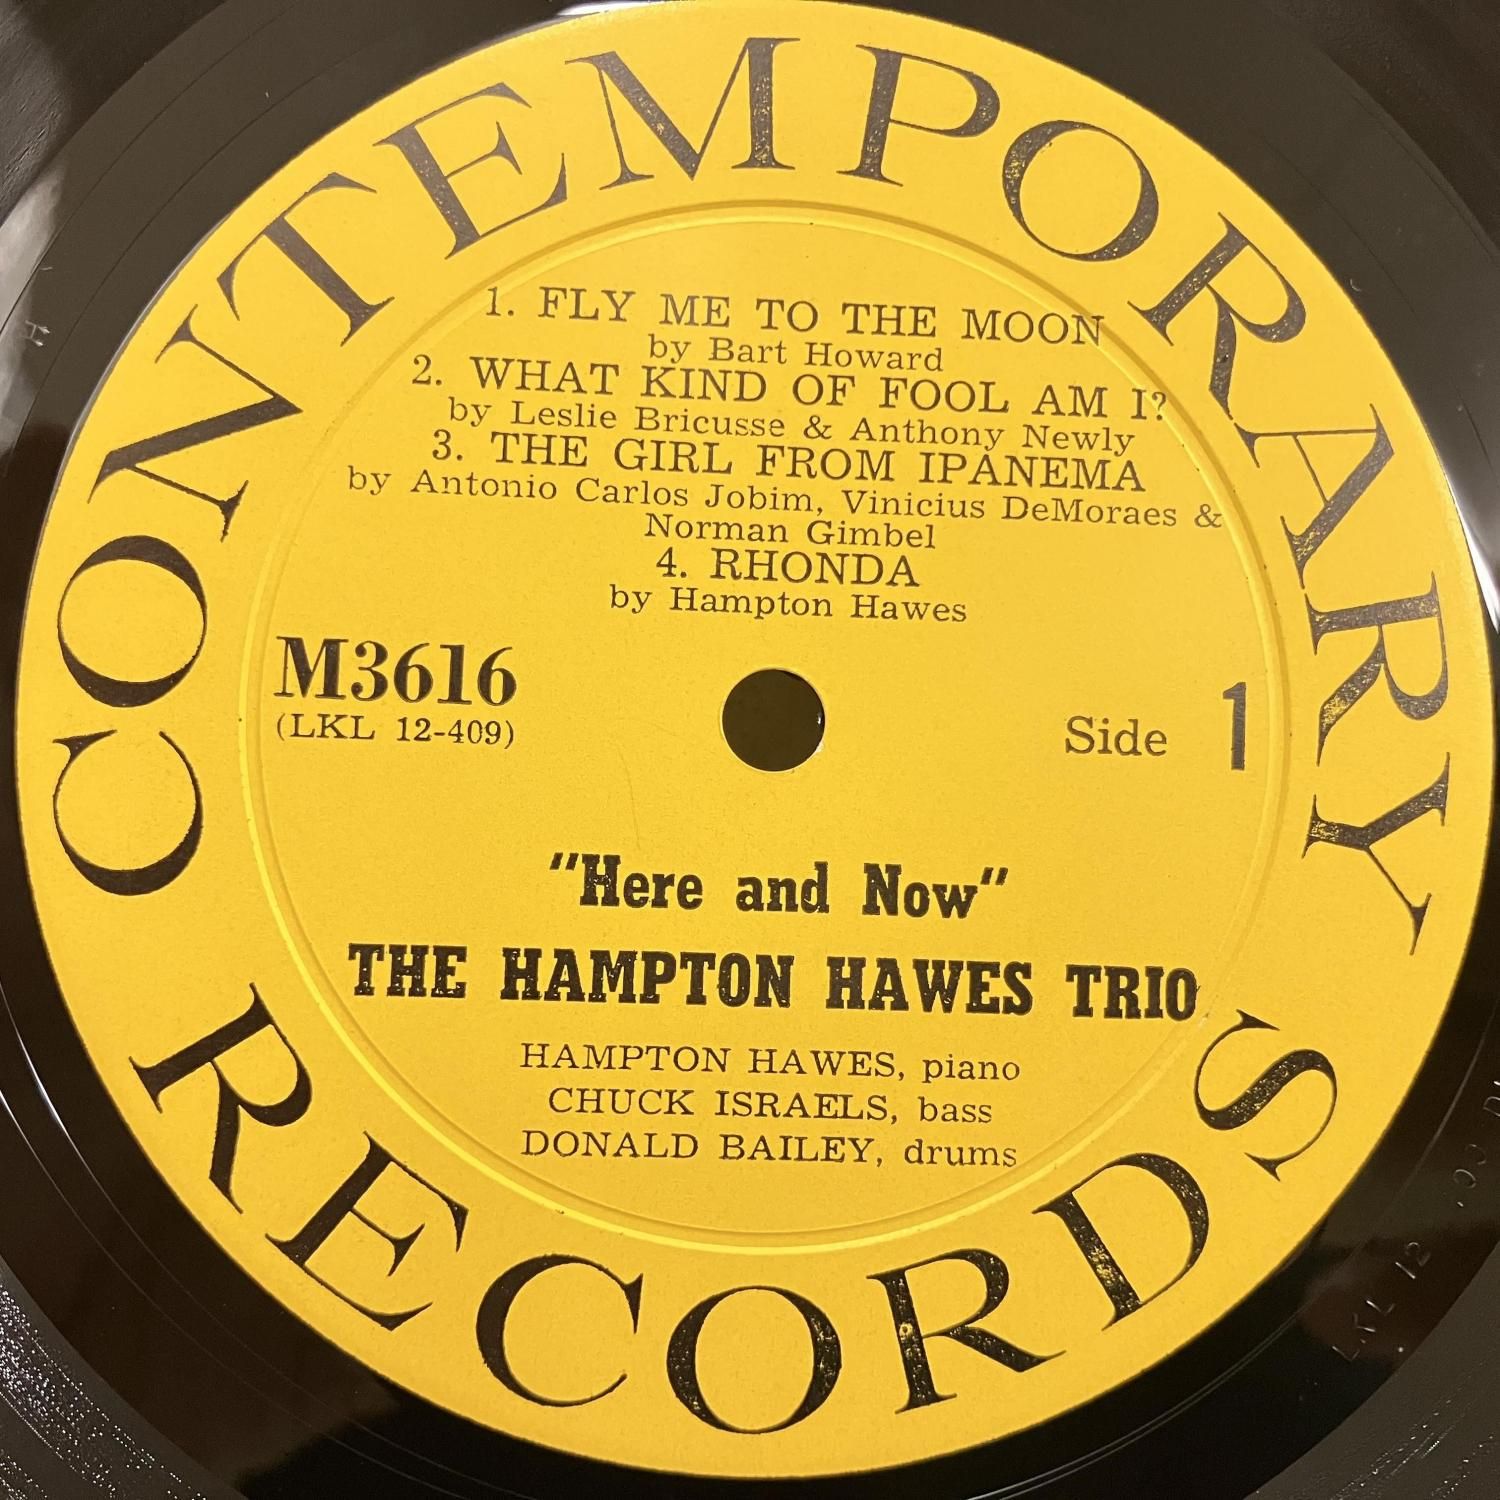 CONTEMPORARY
1. FLY ME TO THE MOON
by Bart Howard
2. WHAT KIND OF FOOL AM I?
by Leslie Bricusse & Anthony Newly
3. THE GIRL FROM IPANEMA
by Antonio Carlos Jobim, Vinicius DeMoraes &
Norman Gimbel
4. RHONDA
by Hampton Hawes
M3616
(LKL 12-409)
Side 1
"Here and Now"
THE HAMPTON HAWES TRIO
HAMPTON HAWES, piano
CHUCK ISRAELS, bass
DONALD BAILEY, drums
RECORDS
LKL 12